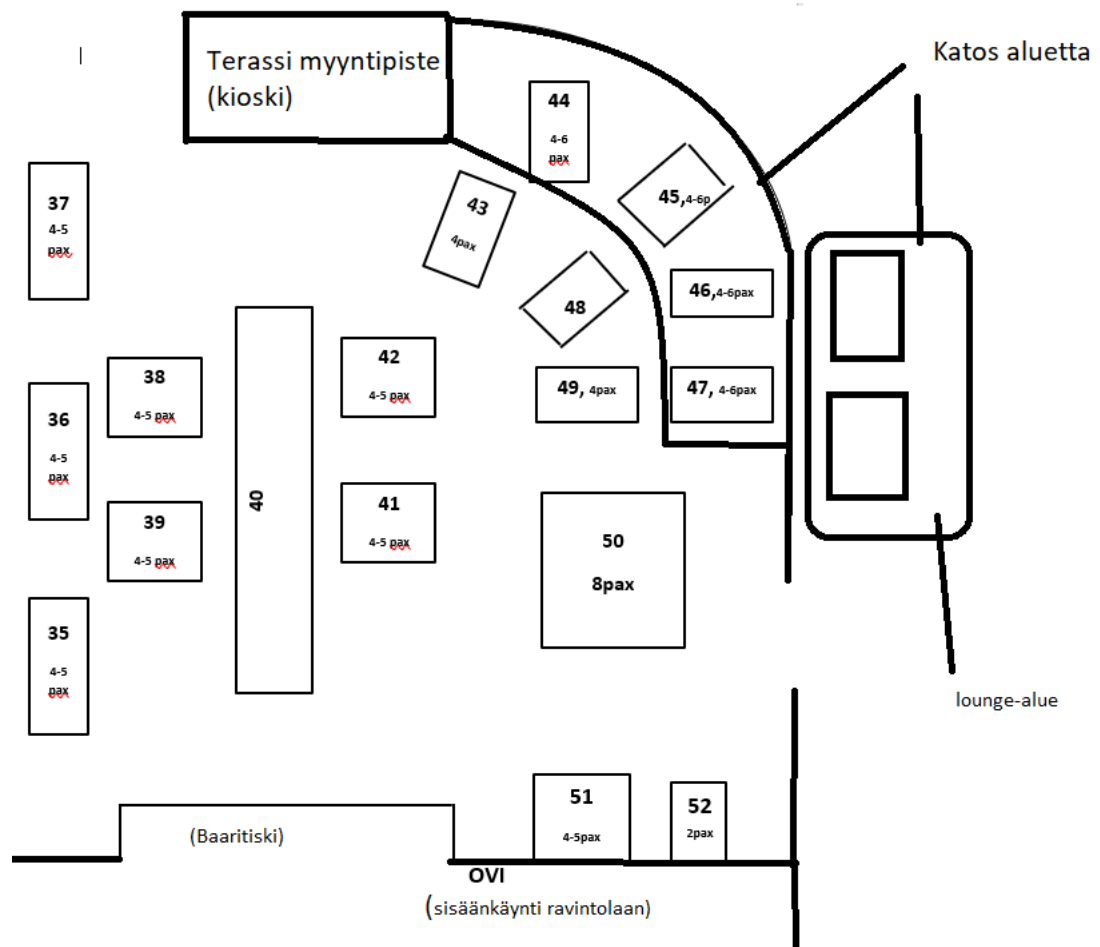 Terassi myyntipiste
(kioski)
Katos aluetta
44
4-6
pax
37
4-5
pax
43
4pax
45,4-6p
46,4-6pax
48
42
4-5 pax
38
4-5 pax
49, 4pax
47, 4-6pax
36
4-5
pax
40
41
4-5 pax
39
4-5 pax
50
8pax
35
4-5
pax
lounge-alue
51
4-5pax
52
2pax
(Baaritiski)
OVI
(sisäänkäynti ravintolaan)